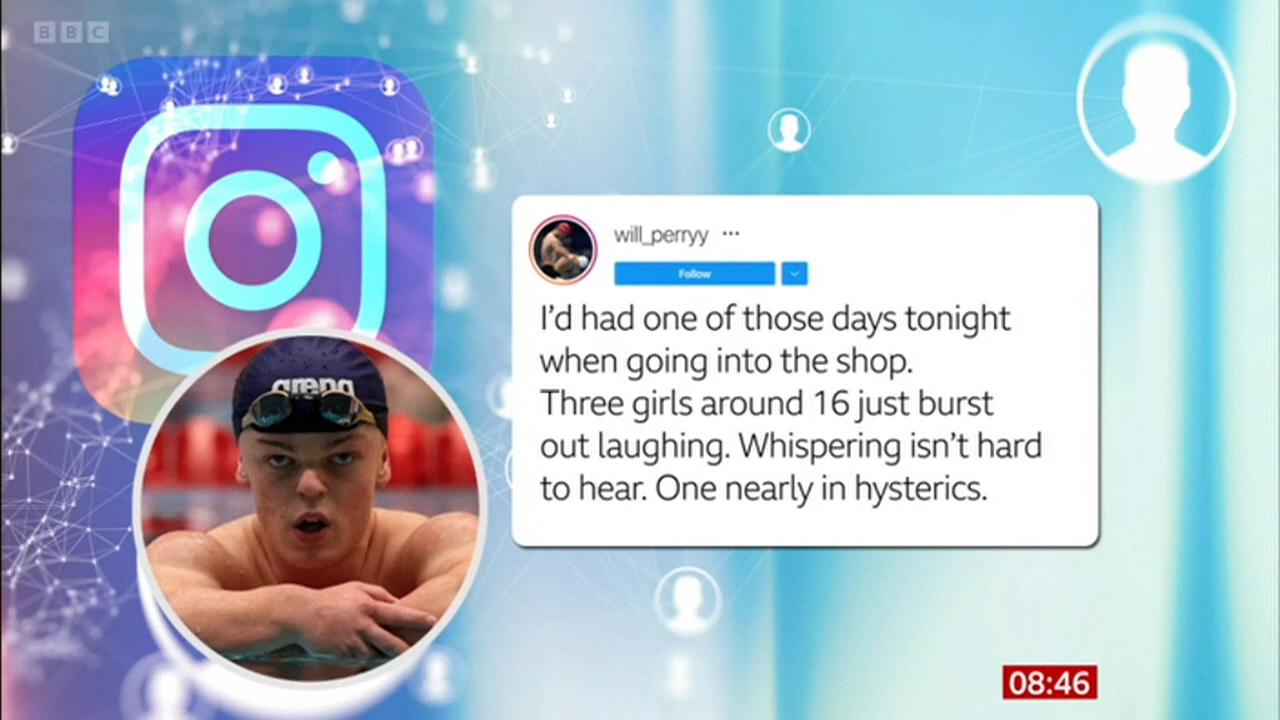 BBC
will_perryy ...
Follow
I'd had one of those days tonight
when going into the shop.
Three girls around 16 just burst
out laughing. Whispering isn't hard
to hear. One nearly in hysterics.
arena
08:46